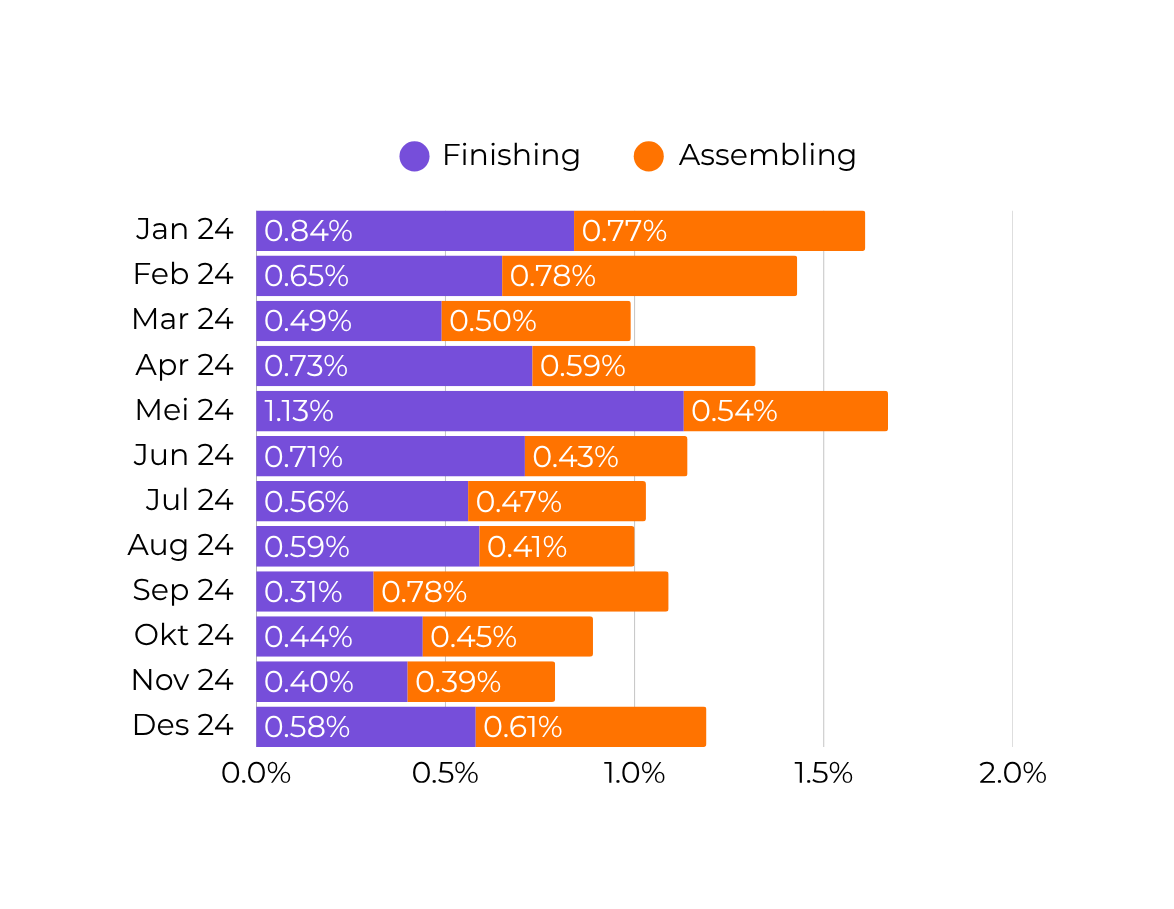 Finishing Assembling
Jan 24 0.84% 0.77%
Feb 24 0.65% 0.78%
Mar 24 0.49% 0.50%
Apr 24 0.73% 0.59%
Mei 24 1.13% 0.54%
Jun 24 0.71% 0.43%
Jul 24 0.56% 0.47%
Aug 24 0.59% 0.41%
Sep 24 0.31% 0.78%
Okt 24 0.44% 0.45%
Nov 24 0.40% 0.39%
Des 24 0.58% 0.61%
0.0% 0.5% 1.0% 1.5% 2.0%